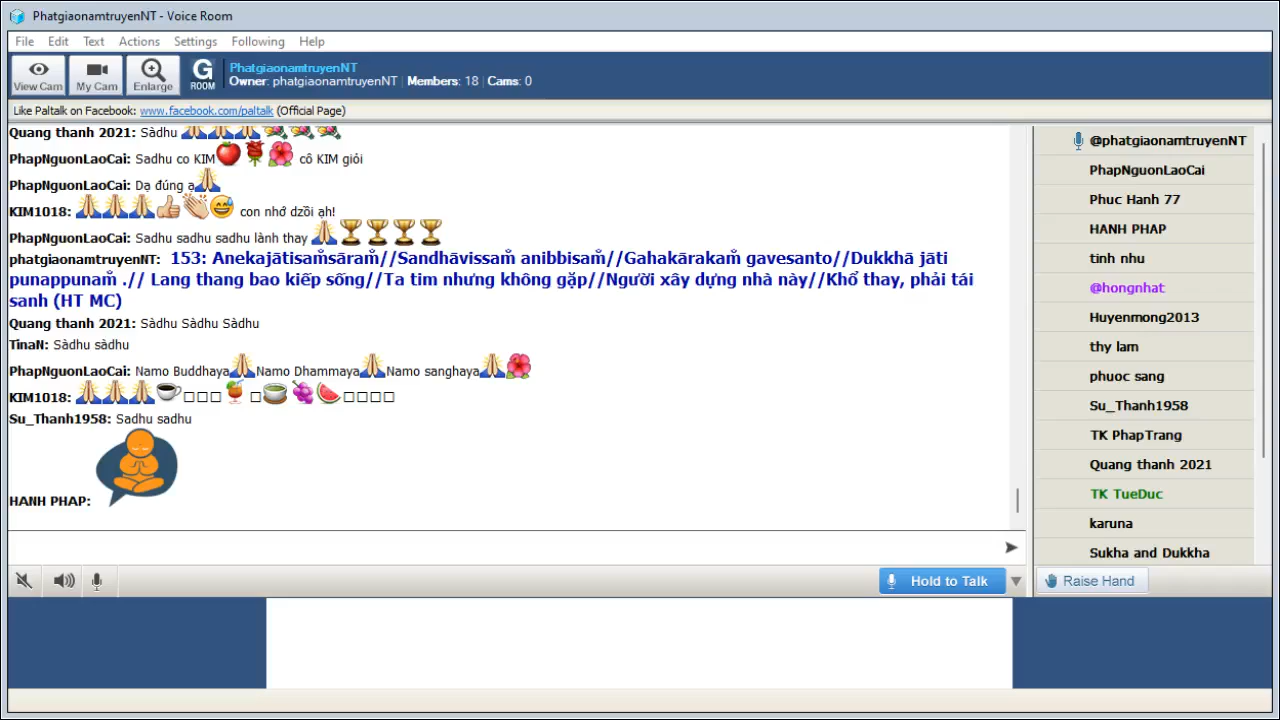 PhatgiaonamtruyenNT - Voice Room
File Edit Text Actions Settings Following Help
View Cam
My Cam
Enlarge
G ROOM
PhatgiaonamtruyenNT
Owner: phatgiaonamtruyenNT | Members: 18 | Cams: 0
Like Paltalk on Facebook: www.facebook.com/paltalk (Official Page)
Quang thanh 2021: Sàdhu 🙏🙏🙏💐💐💐
PhapNguonLaoCai: Sadhu co KIM🍎🌹🌺 cô KIM giỏi
PhapNguonLaoCai: Dạ đúng ạ🙏
KIM1018: 🙏🙏🙏👍👏😅 con nhớ dzồi ạh!
PhapNguonLaoCai: Sadhu sadhu sadhu lành thay 🙏🏆🏆🏆🏆
phatgiaonamtruyenNT: 153: Anekajātisaṁsāraṁ//Sandhāvissaṁ anibbisaṁ//Gahakārakaṁ gavesanto//Dukkhā jāti
punappunaṁ .// Lang thang bao kiếp sống//Ta tìm nhưng không gặp//Người xây dựng nhà này//Khổ thay, phải tái
sanh (HT MC)
Quang thanh 2021: Sàdhu Sàdhu Sàdhu
TinaN: Sàdhu sàdhu
PhapNguonLaoCai: Namo Buddhaya🙏Namo Dhammaya🙏Namo sanghaya🙏🌺
KIM1018: 🙏🙏🙏☕□□□🍹□🍵🍇🍉□□□□
Su_Thanh1958: Sadhu sadhu
HANH PHAP:
@phatgiaonamtruyenNT
PhapNguonLaoCai
Phuc Hanh 77
HANH PHAP
tinh nhu
@hongnhat
Huyenmong2013
thy lam
phuoc sang
Su_Thanh1958
TK PhapTrang
Quang thanh 2021
TK TueDuc
karuna
Sukha and Dukkha
Hold to Talk
Raise Hand